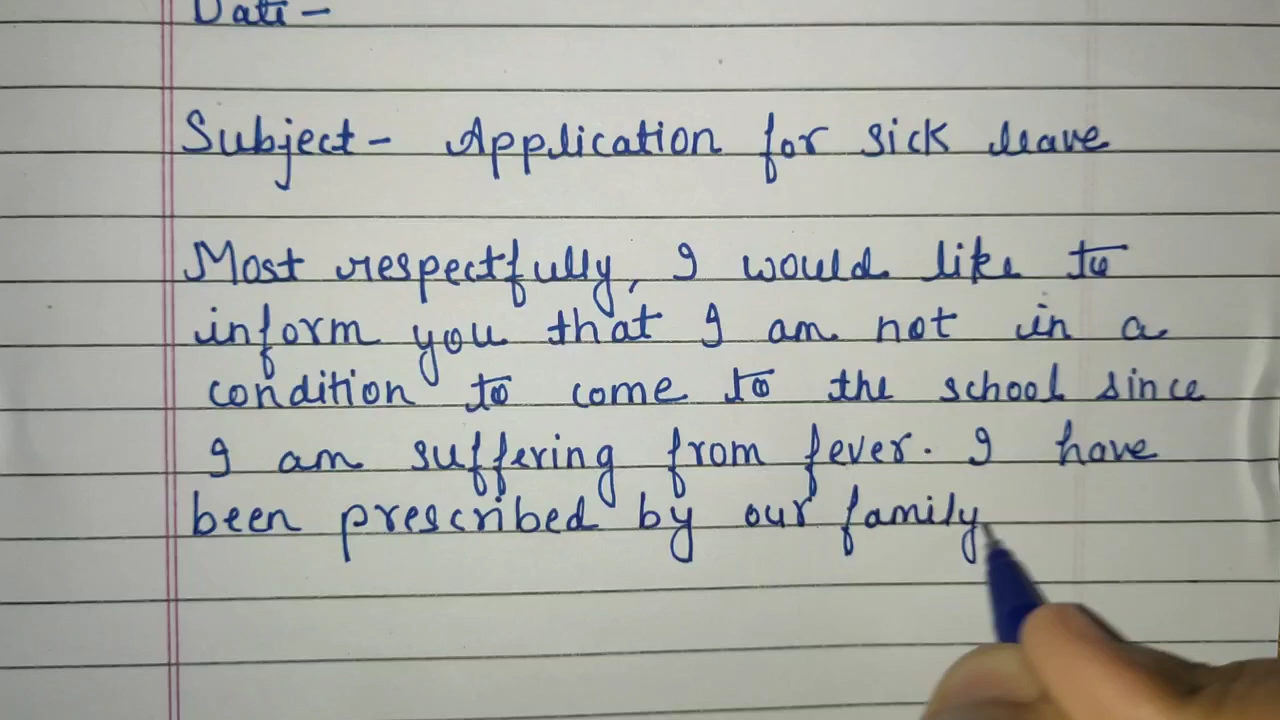 Date -
Subject - Application for sick leave
Most respectfully, I would like to
inform you that I am not in a
condition to come to the school since
I am suffering from fever. I have
been prescribed by our family